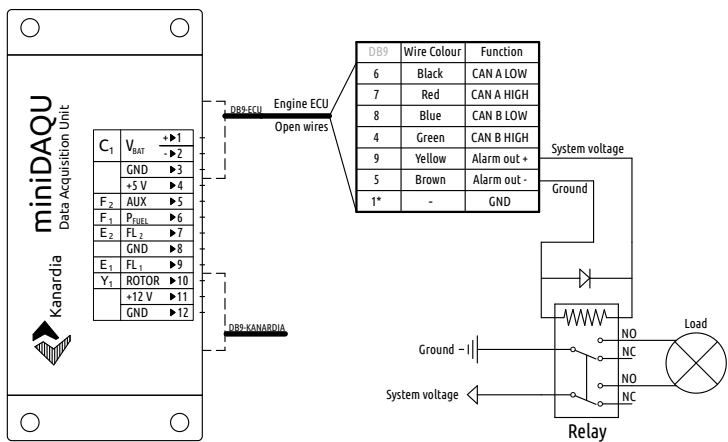 miniDAQU
Data Acquisition Unit
Kanardia
C1 VBAT + ▶1
- ▶2
GND ▶3
+5 V ▶4
F2 AUX ▶5
F1 PFUEL ▶6
E2 FL2 ▶7
GND ▶8
E1 FL1 ▶9
Y1 ROTOR ▶10
+12 V ▶11
GND ▶12
DB9-ECU
Engine ECU
Open wires
DB9-KANARDIA
DB9 Wire Colour Function
6 Black CAN A LOW
7 Red CAN A HIGH
8 Blue CAN B LOW
4 Green CAN B HIGH
9 Yellow Alarm out +
5 Brown Alarm out -
1* - GND
System voltage
Ground
NO
NC
Load
Ground
NO
NC
System voltage
Relay